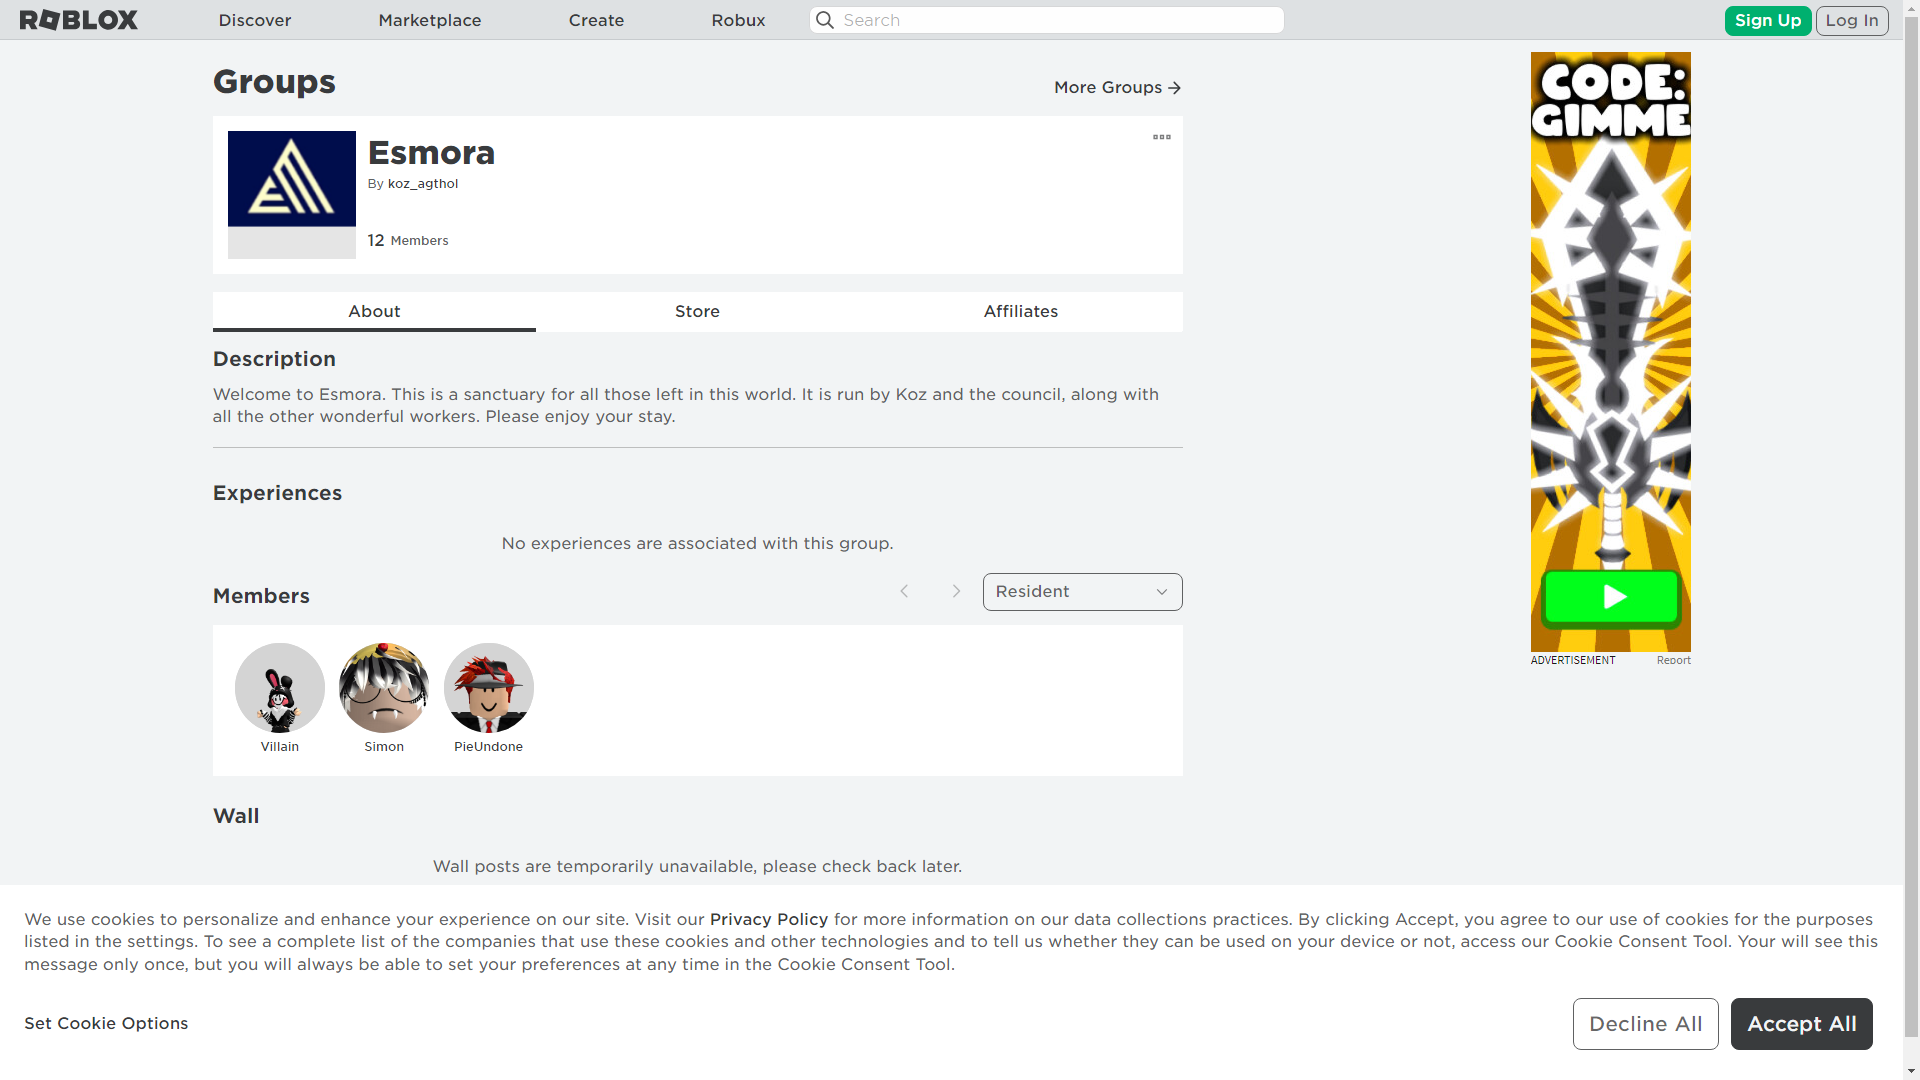 ROBLOX Discover Marketplace Create Robux Search Sign Up Log In
Groups
More Groups
Esmora
By koz_agthol
12 Members
About Store Affiliates
Description
Welcome to Esmora. This is a sanctuary for all those left in this world. It is run by Koz and the council, along with
all the other wonderful workers. Please enjoy your stay.
Experiences
No experiences are associated with this group.
Members
Resident
Villain Simon PieUndone
Wall
Wall posts are temporarily unavailable, please check back later.
CODE:
GIMME
ADVERTISEMENT Report
We use cookies to personalize and enhance your experience on our site. Visit our Privacy Policy for more information on our data collections practices. By clicking Accept, you agree to our use of cookies for the purposes
listed in the settings. To see a complete list of the companies that use these cookies and other technologies and to tell us whether they can be used on your device or not, access our Cookie Consent Tool. Your will see this
message only once, but you will always be able to set your preferences at any time in the Cookie Consent Tool.
Set Cookie Options
Decline All
Accept All